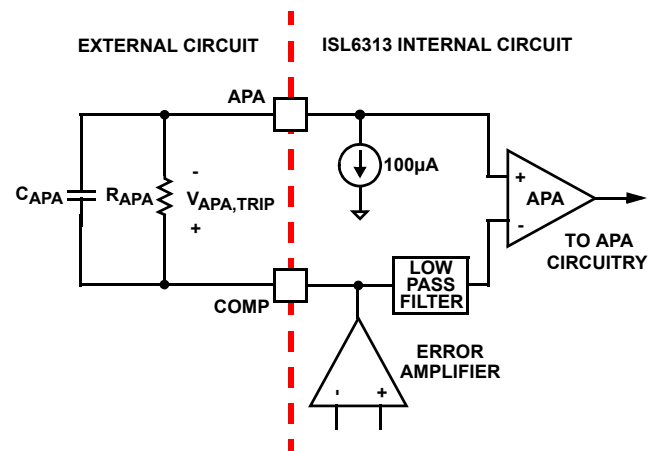 EXTERNAL CIRCUIT
ISL6313 INTERNAL CIRCUIT
APA
100µA
CAPA
RAPA
-
VAPA,TRIP
+
+
APA
-
TO APA
CIRCUITRY
LOW
PASS
FILTER
COMP
ERROR
AMPLIFIER
- +